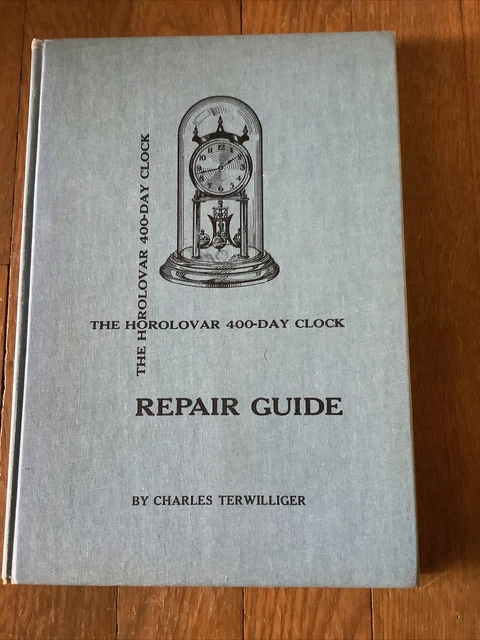 THE HOROLOVAR 400-DAY CLOCK
THE HOROLOVAR 400-DAY CLOCK
REPAIR GUIDE
BY CHARLES TERWILLIGER